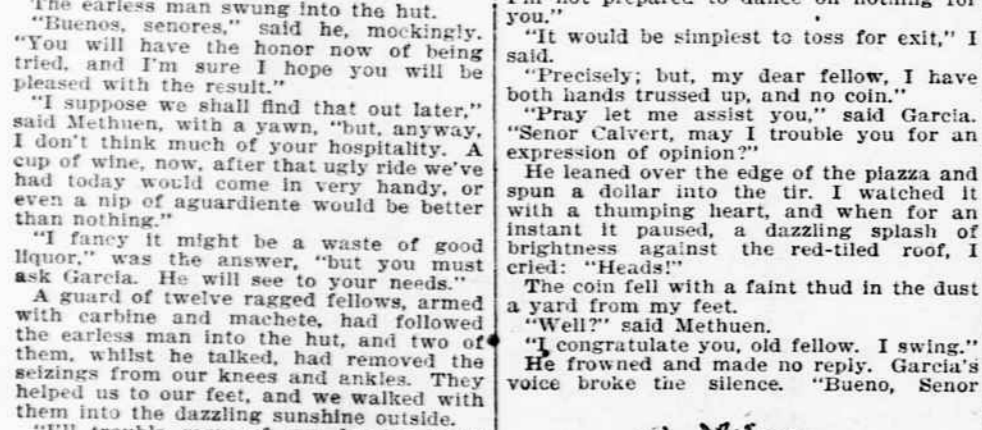 The earless man swung into the hut.
"Buenos, senores," said he, mockingly.
"You will have the honor now of being
tried, and I'm sure I hope you will be
pleased with the result."
"I suppose we shall find that out later,"
said Methuen, with a yawn, "but, anyway,
I don't think much of your hospitality. A
cup of wine, now, after that ugly ride we've
had today would come in very handy, or
even a nip of aguardiente would be better
than nothing."
"I fancy it might be a waste of good
liquor," was the answer, "but you must
ask Garcia. He will see to your needs."
A guard of twelve ragged fellows, armed
with carbine and machete, had followed
the earless man into the hut, and two of
them, whilst he talked, had removed the
seizings from our knees and ankles. They
helped us to our feet, and we walked with
them into the dazzling sunshine outside.
"I'll trouble
I'm not prepared to dance on nothing for
you."
"It would be simplest to toss for exit," I
said.
"Precisely; but, my dear fellow, I have
both hands trussed up, and no coin."
"Pray let me assist you," said Garcia.
"Senor Calvert, may I trouble you for an
expression of opinion?"
He leaned over the edge of the piazza and
spun a dollar into the tir. I watched it
with a thumping heart, and when for an
instant it paused, a dazzling splash of
brightness against the red-tiled roof, I
cried: "Heads!"
The coin fell with a faint thud in the dust
a yard from my feet.
"Well?" said Methuen.
"I congratulate you, old fellow. I swing."
He frowned and made no reply. Garcia's
voice broke the silence. "Bueno, Senor